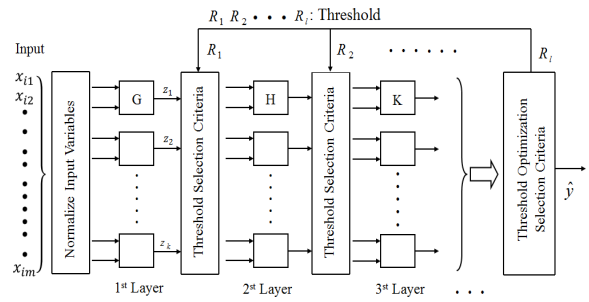 R₁ R₂ • • • Rᵢ: Threshold
Input
R₁
R₂
• • • • • •
Rᵢ
xᵢ₁
xᵢ₂
xᵢₘ
Normalize Input Variables
G
z₁
z₂
zₖ
Threshold Selection Criteria
H
Threshold Selection Criteria
K
Threshold Optimization
Selection Criteria
ŷ
1ˢᵗ Layer
2ˢᵗ Layer
3ˢᵗ Layer
• • •